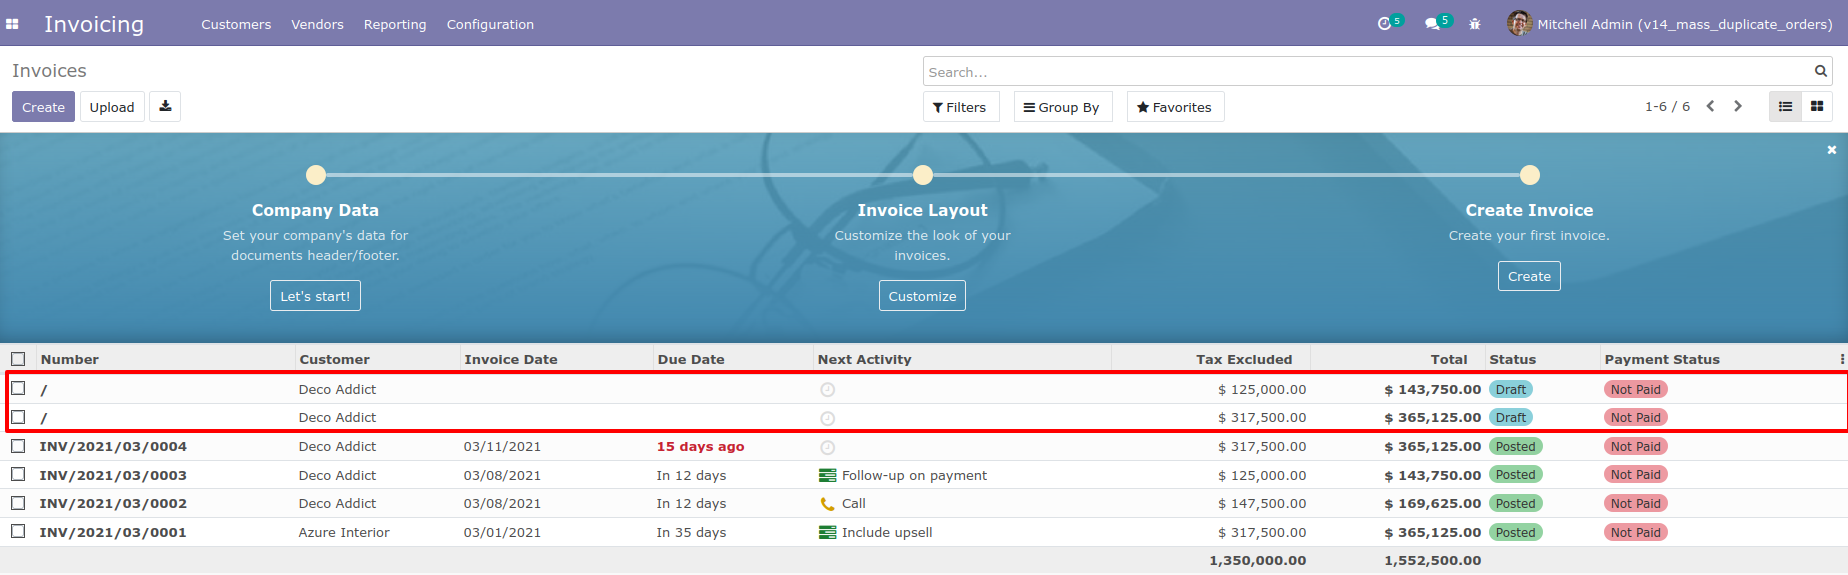 Invoicing Customers Vendors Reporting Configuration 5 5 Mitchell Admin (v14_mass_duplicate_orders)
Invoices
Search...
Create Upload Filters Group By Favorites 1-6 / 6
Company Data Invoice Layout Create Invoice
Set your company's data for Customize the look of your Create your first invoice.
documents header/footer. invoices.
Let's start! Customize Create
Number Customer Invoice Date Due Date Next Activity Tax Excluded Total Status Payment Status
/ Deco Addict $ 125,000.00 $ 143,750.00 Draft Not Paid
/ Deco Addict $ 317,500.00 $ 365,125.00 Draft Not Paid
INV/2021/03/0004 Deco Addict 03/11/2021 15 days ago $ 317,500.00 $ 365,125.00 Posted Not Paid
INV/2021/03/0003 Deco Addict 03/08/2021 In 12 days Follow-up on payment $ 125,000.00 $ 143,750.00 Posted Not Paid
INV/2021/03/0002 Deco Addict 03/08/2021 In 12 days Call $ 147,500.00 $ 169,625.00 Posted Not Paid
INV/2021/03/0001 Azure Interior 03/01/2021 In 35 days Include upsell $ 317,500.00 $ 365,125.00 Posted Not Paid
1,350,000.00 1,552,500.00